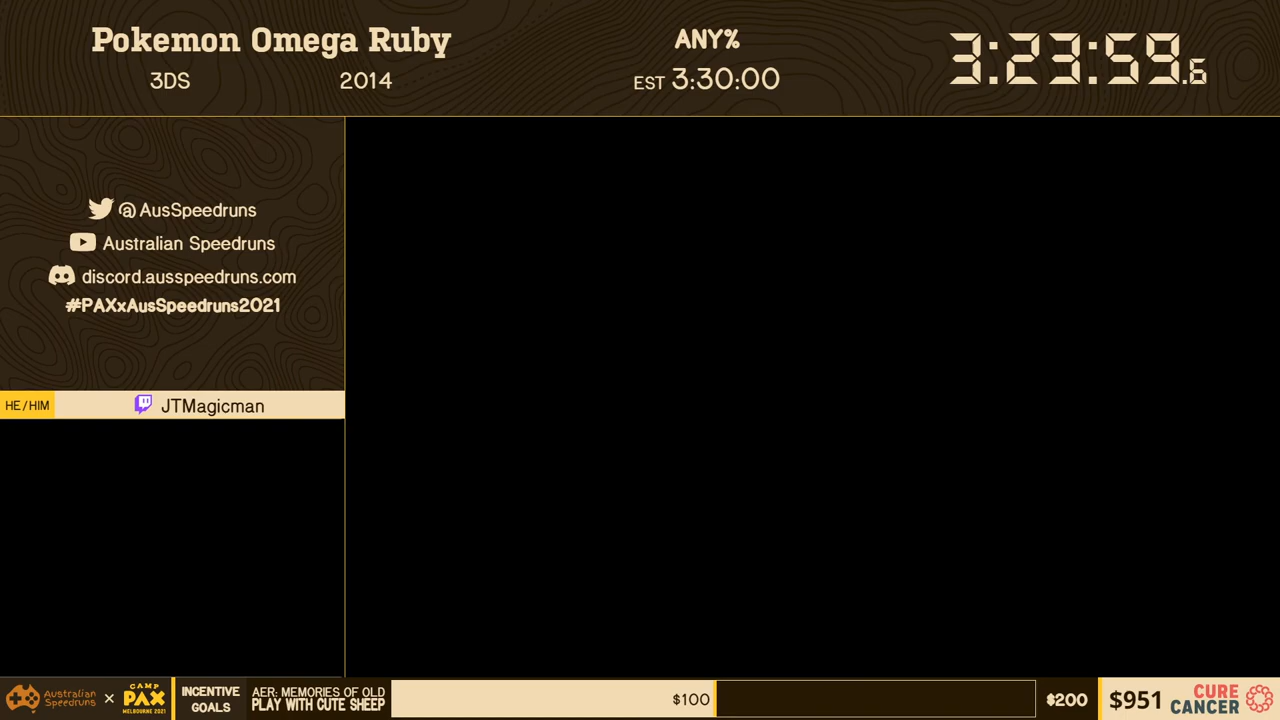 Pokemon Omega Ruby
3DS 2014
ANY%
EST 3:30:00
3:23:59.6
@AusSpeedruns
Australian Speedruns
discord.ausspeedruns.com
#PAXxAusSpeedruns2021
HE/HIM JTMagicman
Australian
Speedruns
×
CAMP
PAX
MELBOURNE 2021
INCENTIVE
GOALS
AER: MEMORIES OF OLD
PLAY WITH CUTE SHEEP
$100
$200
$951
CURE
CANCER